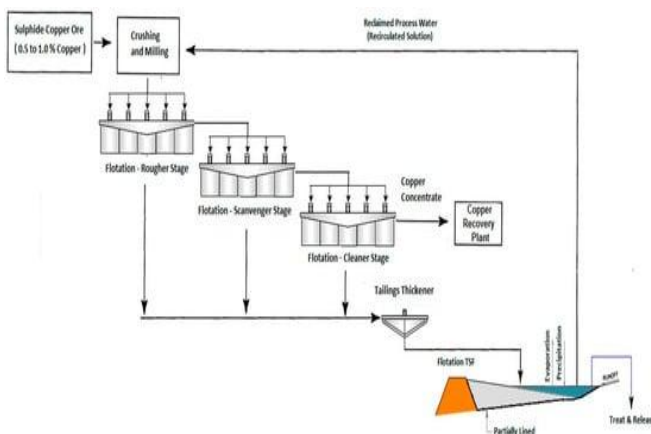 Sulphide Copper Ore
( 0.5 to 1.0 % Copper )
Crushing
and Milling
Reclaimed Process Water
(Recirculated Solution)
Flotation - Rougher Stage
Flotation - Scanvenger Stage
Copper
Concentrate
Copper
Recovery
Plant
Flotation - Cleaner Stage
Tailings Thickener
Flotation TSF
Evaporation
Precipitation
RUNOFF
Partially Lined
Treat & Release